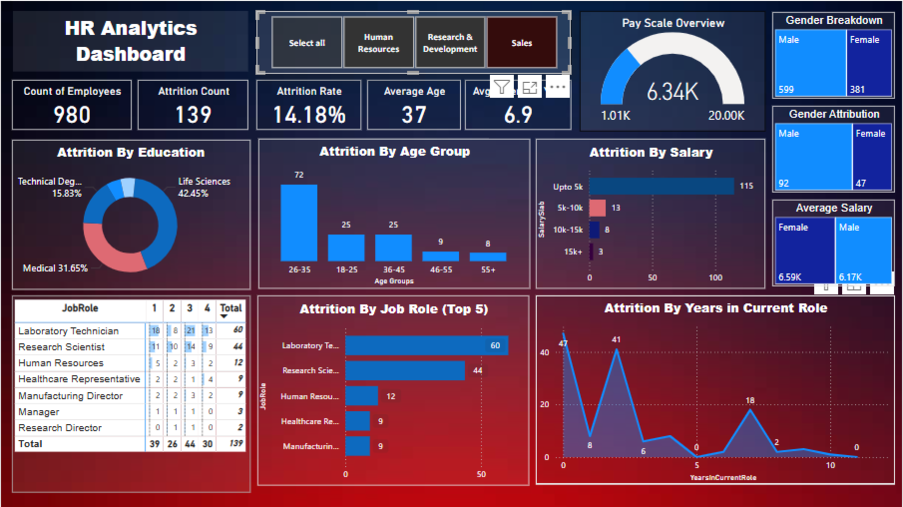 HR Analytics
Dashboard
Select all
Human
Resources
Research &
Development
Sales
Pay Scale Overview
6.34K
1.01K
20.00K
Gender Breakdown
Male
Female
599
381
Count of Employees
980
Attrition Count
139
Attrition Rate
14.18%
Average Age
37
6.9
Gender Attribution
Male
Female
92
47
Attrition By Education
Technical Deg...
15.83%
Life Sciences
42.45%
Medical 31.65%
Attrition By Age Group
72
25
25
9
8
26-35
18-25
36-45
46-55
55+
Age Groups
Attrition By Salary
SalarySlab
Upto 5k
115
5k-10k
13
10k-15k
8
15k+
3
0
50
100
Average Salary
Female
Male
6.59K
6.17K
JobRole 1 2 3 4 Total
Laboratory Technician 18 8 21 13 60
Research Scientist 11 10 14 9 44
Human Resources 5 2 3 2 12
Healthcare Representative 2 2 1 4 9
Manufacturing Director 2 2 3 2 9
Manager 1 1 1 0 3
Research Director 0 1 1 0 2
Total 39 26 44 30 139
Attrition By Job Role (Top 5)
JobRole
Laboratory Te...
60
Research Scie...
44
Human Resou...
12
Healthcare Re...
9
Manufacturin...
9
0
50
Attrition By Years in Current Role
40
20
0
47
8
41
6
0
18
2
0
0
5
10
YearsInCurrentRole